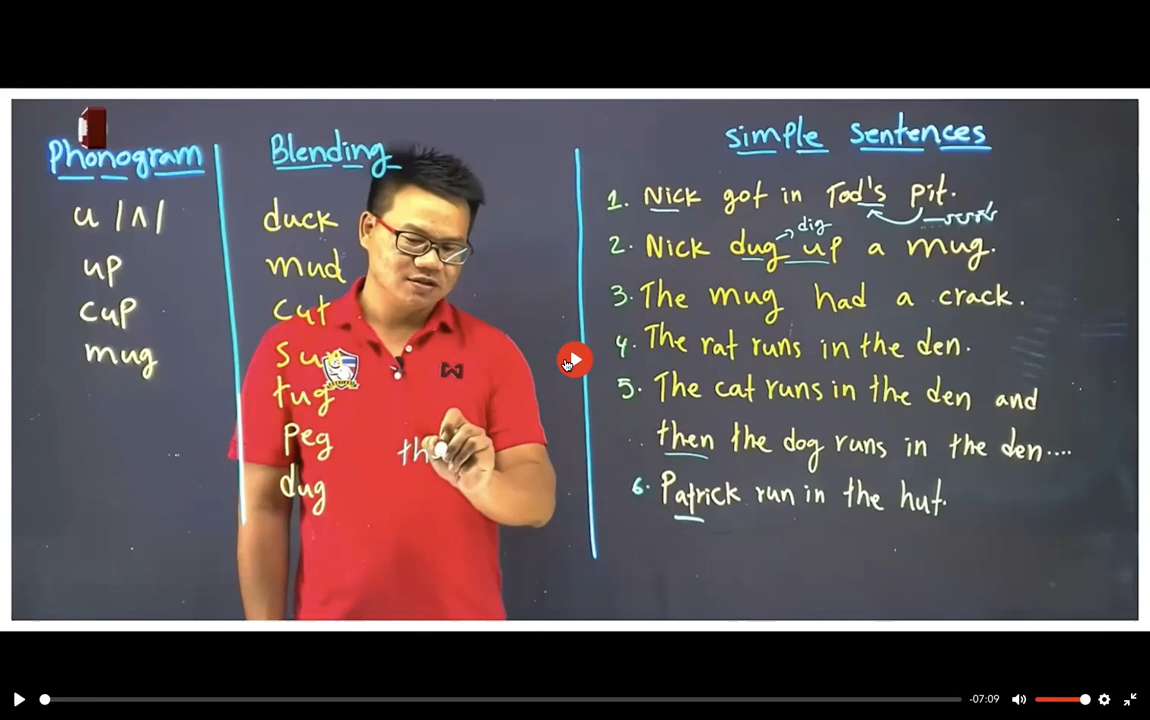 Phonogram
u /ʌ/
up
cup
mug
Blending
duck
mud
cut
sun
tug
peg
dug
th
simple sentences
1. Nick got in Tod's pit.
dig
2. Nick dug up a mug.
3. The mug had a crack.
4. The rat runs in the den.
5. The cat runs in the den and
then the dog runs in the den....
6. Patrick run in the hut.
-07:09